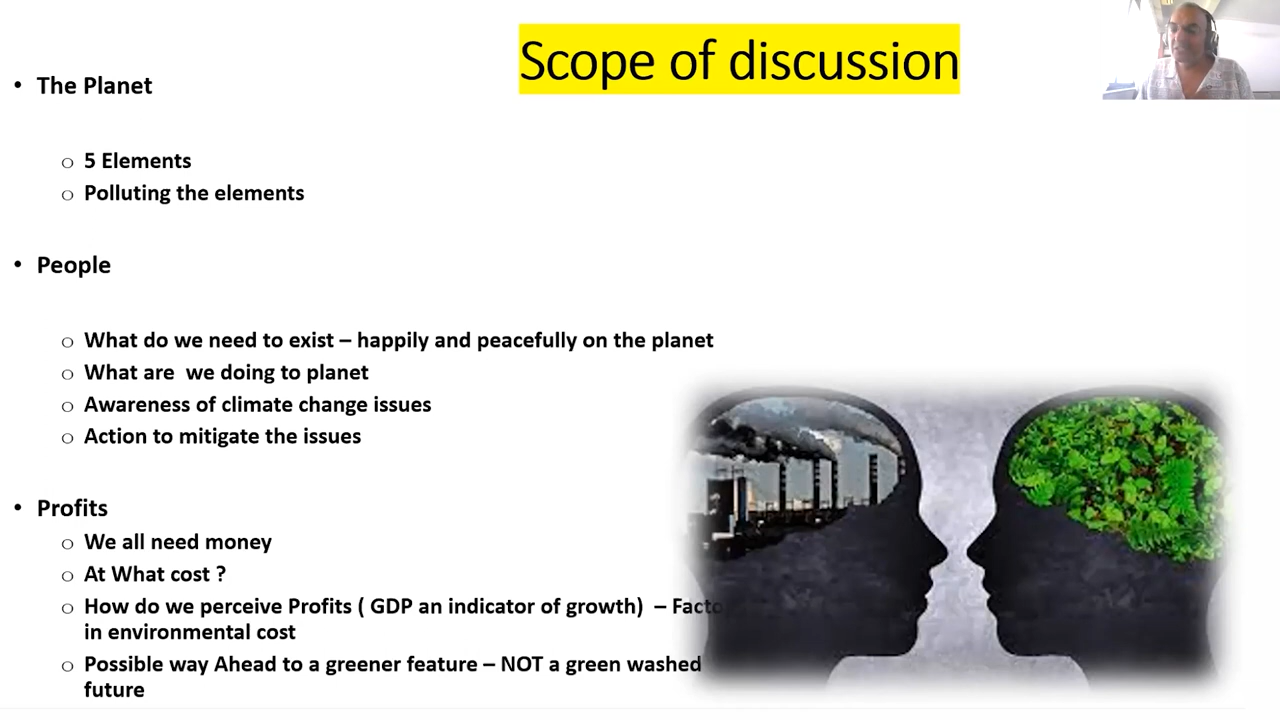 Scope of discussion
• The Planet
o 5 Elements
o Polluting the elements
• People
o What do we need to exist – happily and peacefully on the planet
o What are  we doing to planet
o Awareness of climate change issues
o Action to mitigate the issues
• Profits
o We all need money
o At What cost ?
o How do we perceive Profits ( GDP an indicator of growth)  –
in environmental cost
o Possible way Ahead to a greener feature – NOT a green washed
future